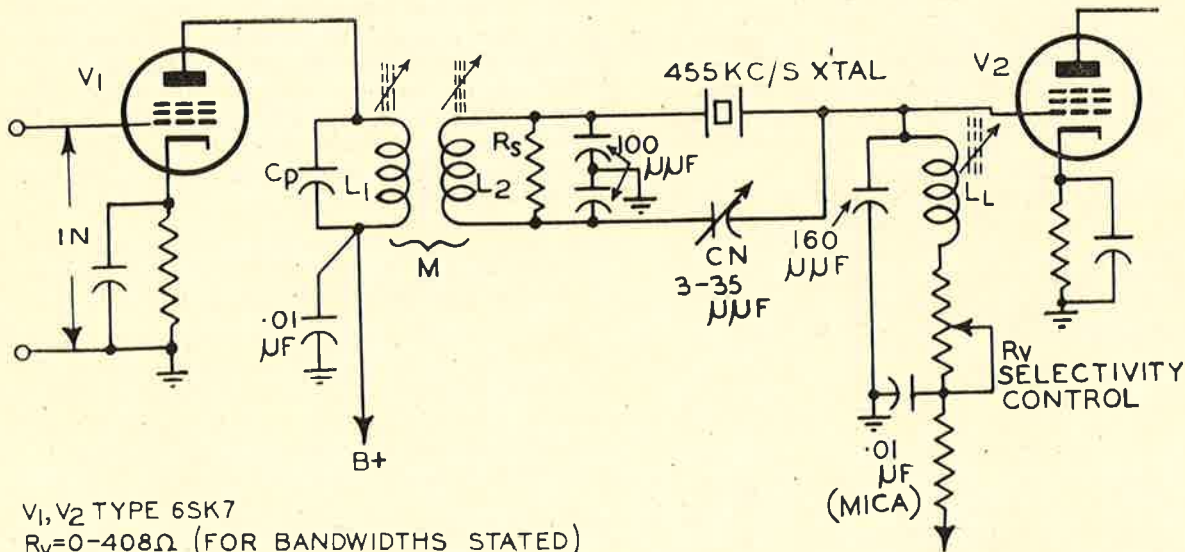 V1
IN
CP
L1
.01
µF
M
B+
L2
RS
100
µµF
455 KC/S X'TAL
CN
3-35
µµF
160
µµF
LL
RV
SELECTIVITY
CONTROL
.01
µF
(MICA)
V2
V1, V2 TYPE 6SK7
RV=0-408Ω (FOR BANDWIDTHS STATED)